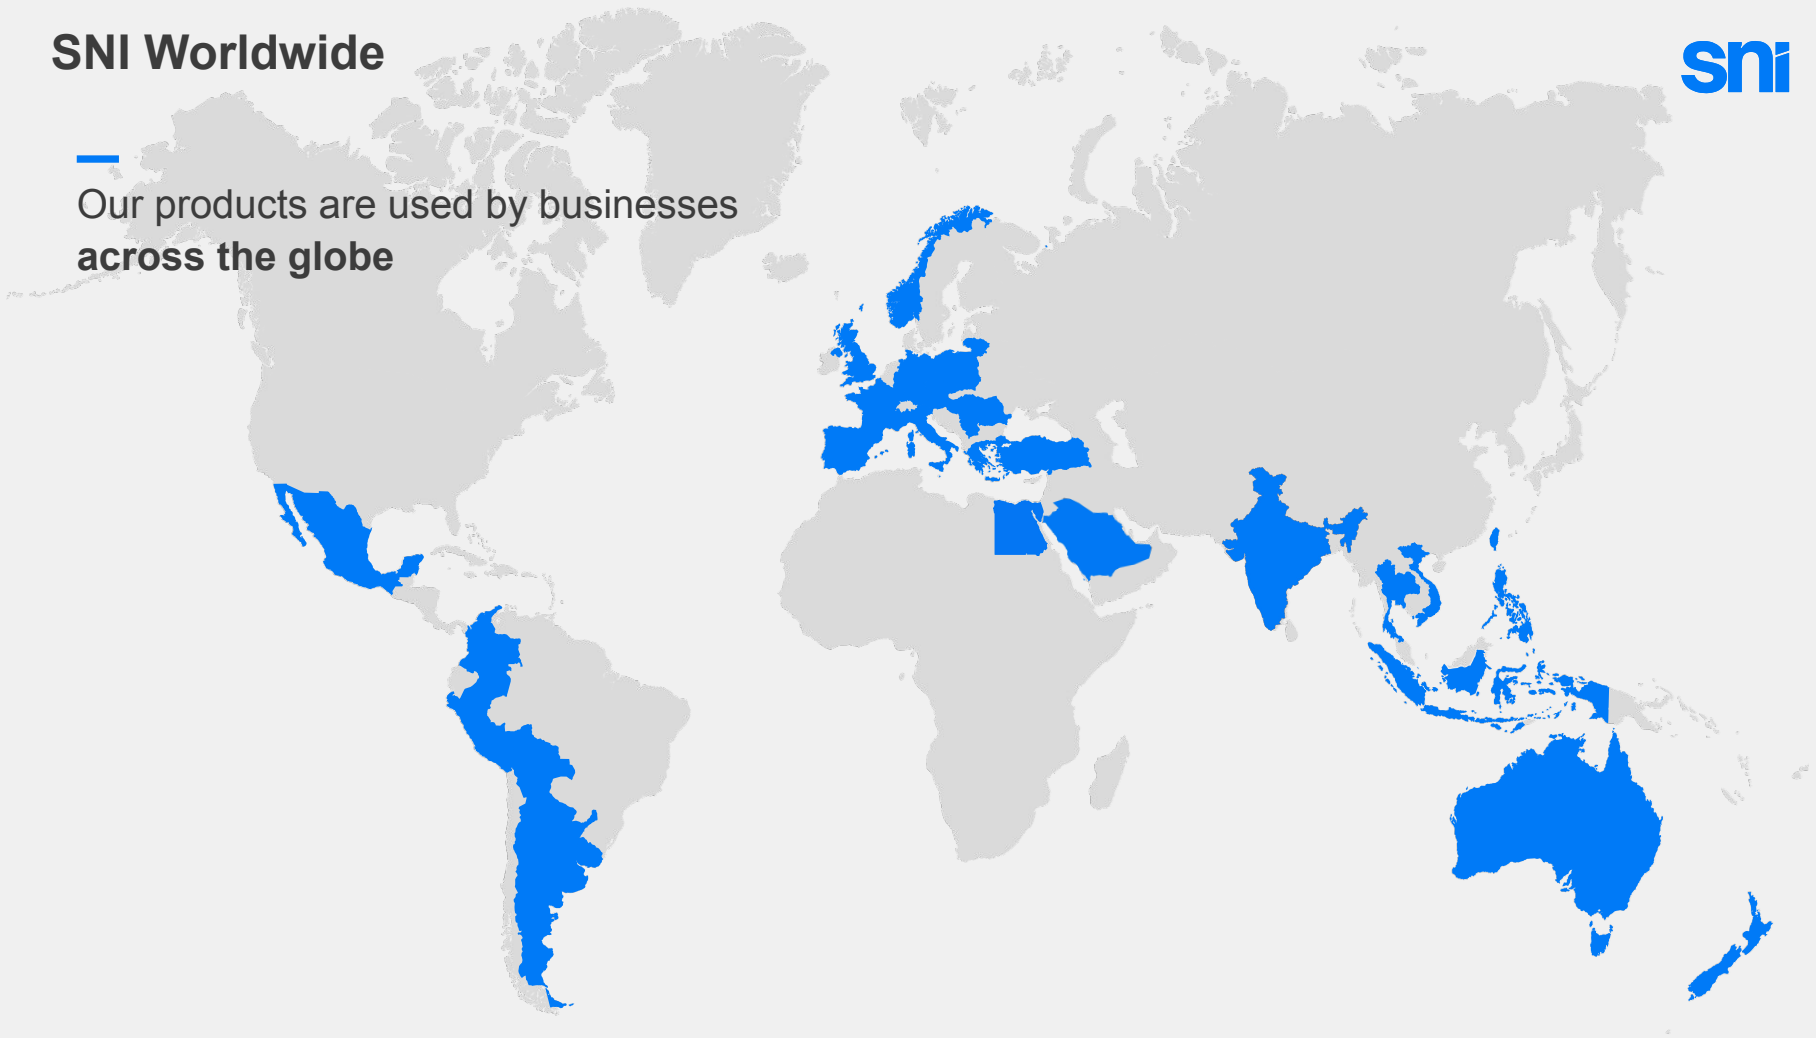 SNI Worldwide
sni
Our products are used by businesses
across the globe